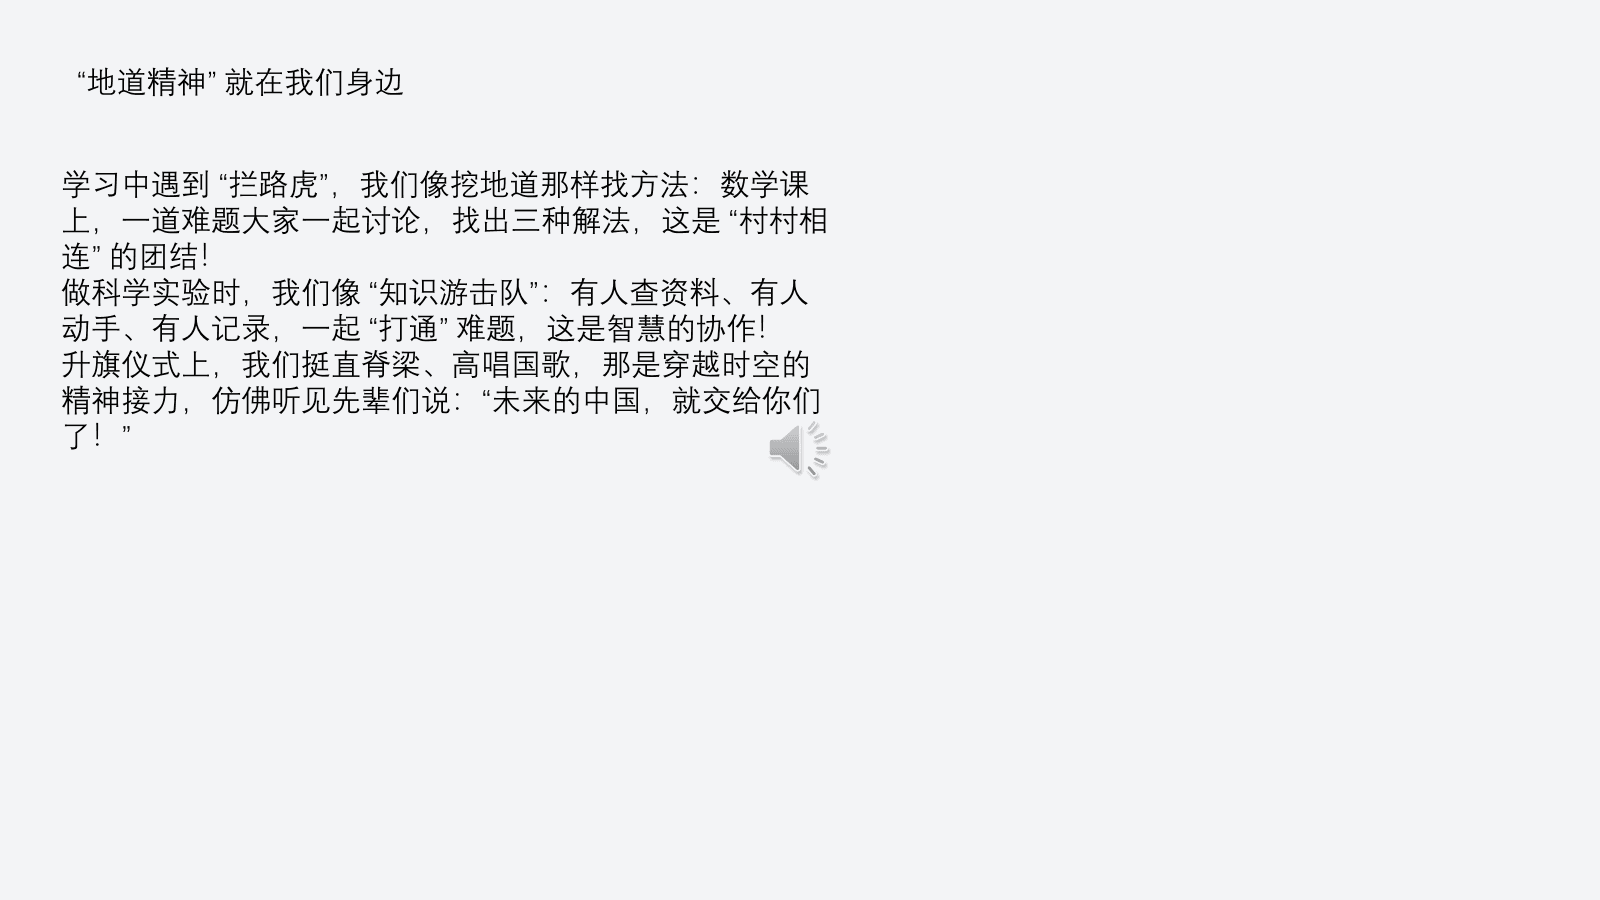 “地道精神” 就在我们身边
学习中遇到 “拦路虎”，我们像挖地道那样找方法：数学课
上，一道难题大家一起讨论，找出三种解法，这是 “村村相
连” 的团结！
做科学实验时，我们像 “知识游击队”：有人查资料、有人
动手、有人记录，一起 “打通” 难题，这是智慧的协作！
升旗仪式上，我们挺直脊梁、高唱国歌，那是穿越时空的
精神接力，仿佛听见先辈们说：“未来的中国，就交给你们
了！”